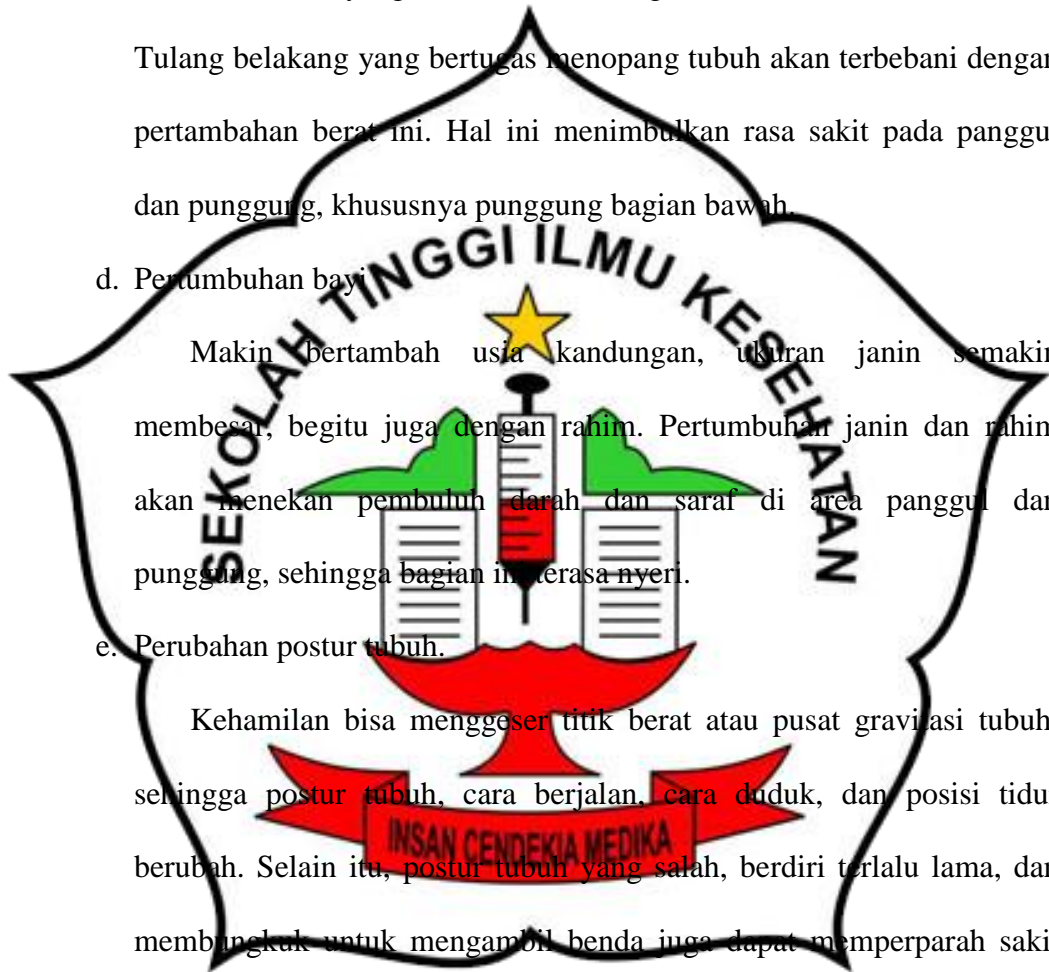 Tulang belakang yang bertugas menopang tubuh akan terbebani dengan
pertambahan berat ini. Hal ini menimbulkan rasa sakit pada panggu
dan punggung, khususnya punggung bagian bawah.
SEKOLAH TINGGI ILMU KESEHATAN
d. Pertumbuhan bayi
Makin bertambah usia kandungan, ukuran janin semakin
membesar, begitu juga dengan rahim. Pertumbuhan janin dan rahim
akan menekan pembuluh darah dan saraf di area panggul dan
punggung, sehingga bagian ini terasa nyeri.
e. Perubahan postur tubuh.
Kehamilan bisa menggeser titik berat atau pusat gravitasi tubuh
sehingga postur tubuh, cara berjalan, cara duduk, dan posisi tidu
INSAN CENDEKIA MEDIKA
berubah. Selain itu, postur tubuh yang salah, berdiri terlalu lama, dan
membungkuk untuk mengambil benda juga dapat memperparah saki